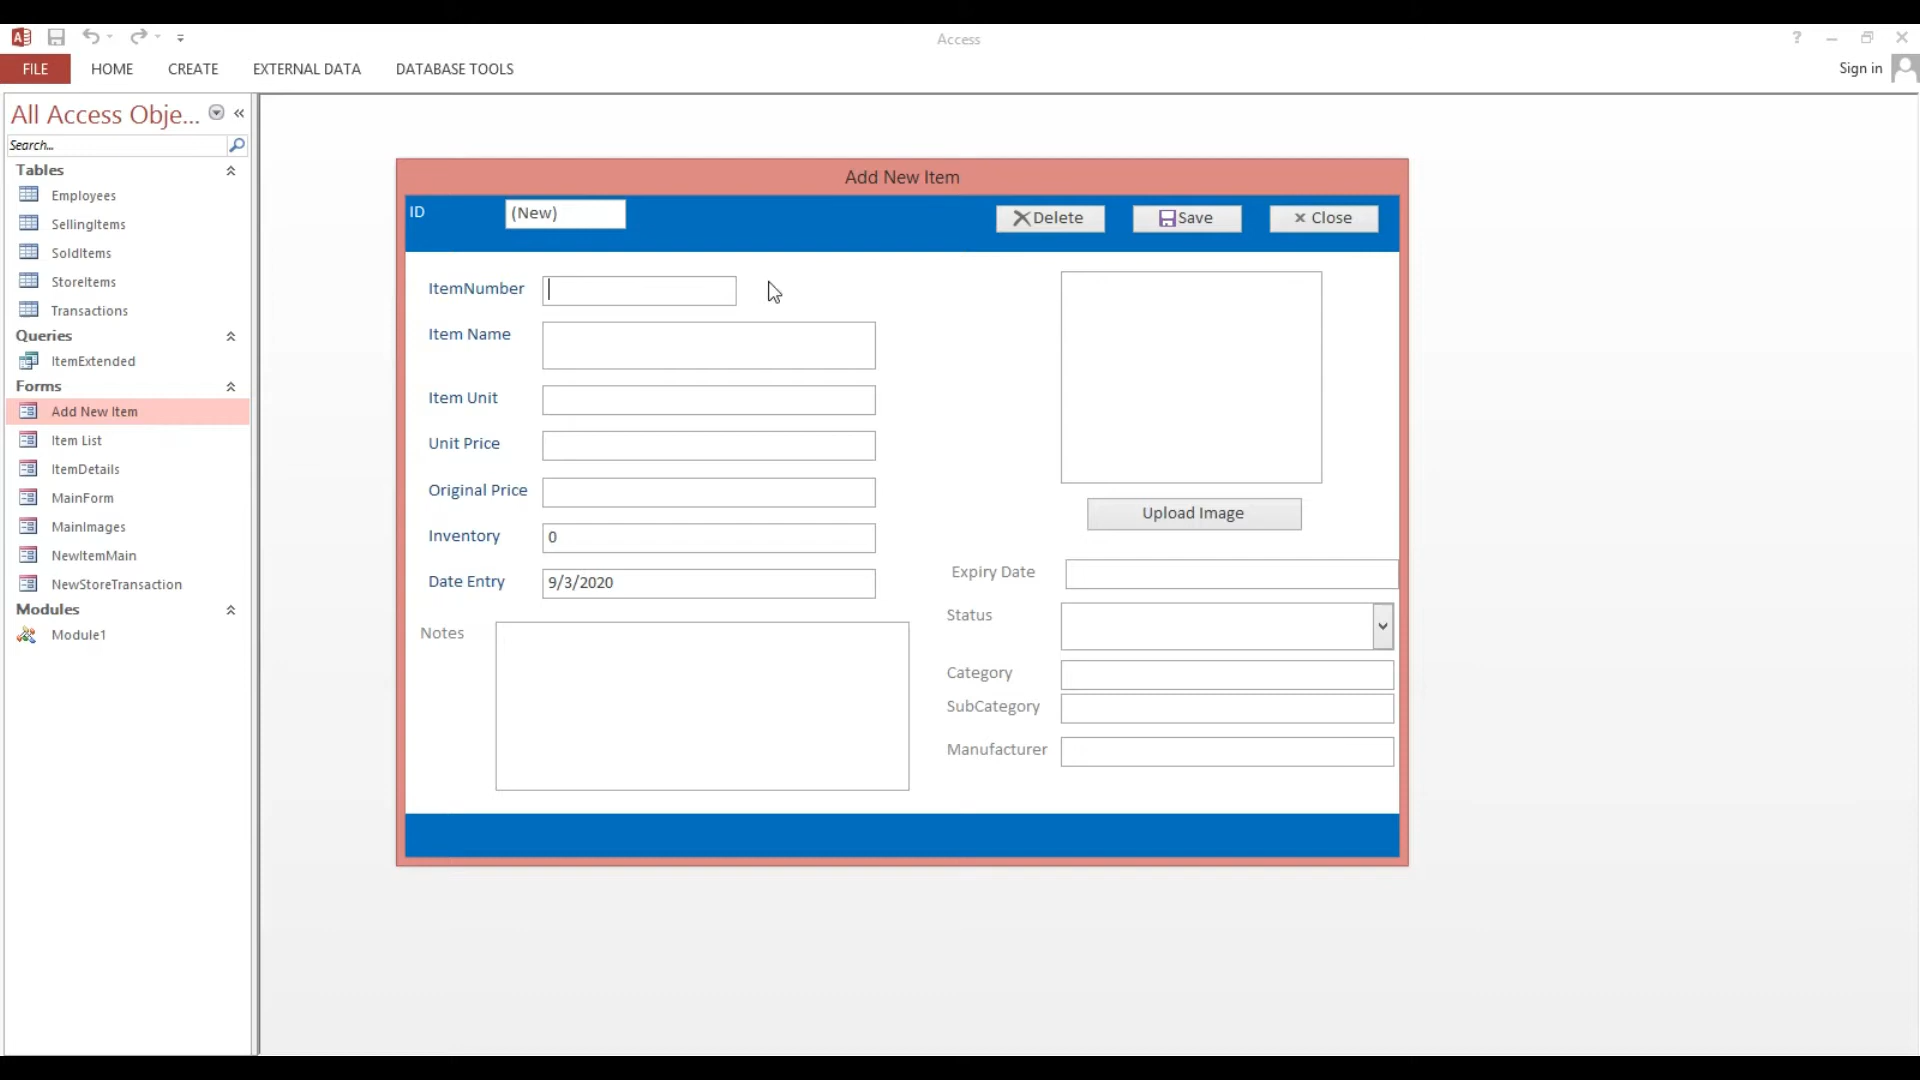 Access
?
FILE HOME CREATE EXTERNAL DATA DATABASE TOOLS
Sign in
All Access Obje...
Search...
Tables
Employees
SellingItems
SoldItems
StoreItems
Transactions
Queries
ItemExtended
Forms
Add New Item
Item List
ItemDetails
MainForm
MainImages
NewItemMain
NewStoreTransaction
Modules
Module1
Add New Item
ID (New)
Delete Save Close
ItemNumber
Item Name
Item Unit
Unit Price
Original Price
Inventory 0
Date Entry 9/3/2020
Notes
Upload Image
Expiry Date
Status
Category
SubCategory
Manufacturer